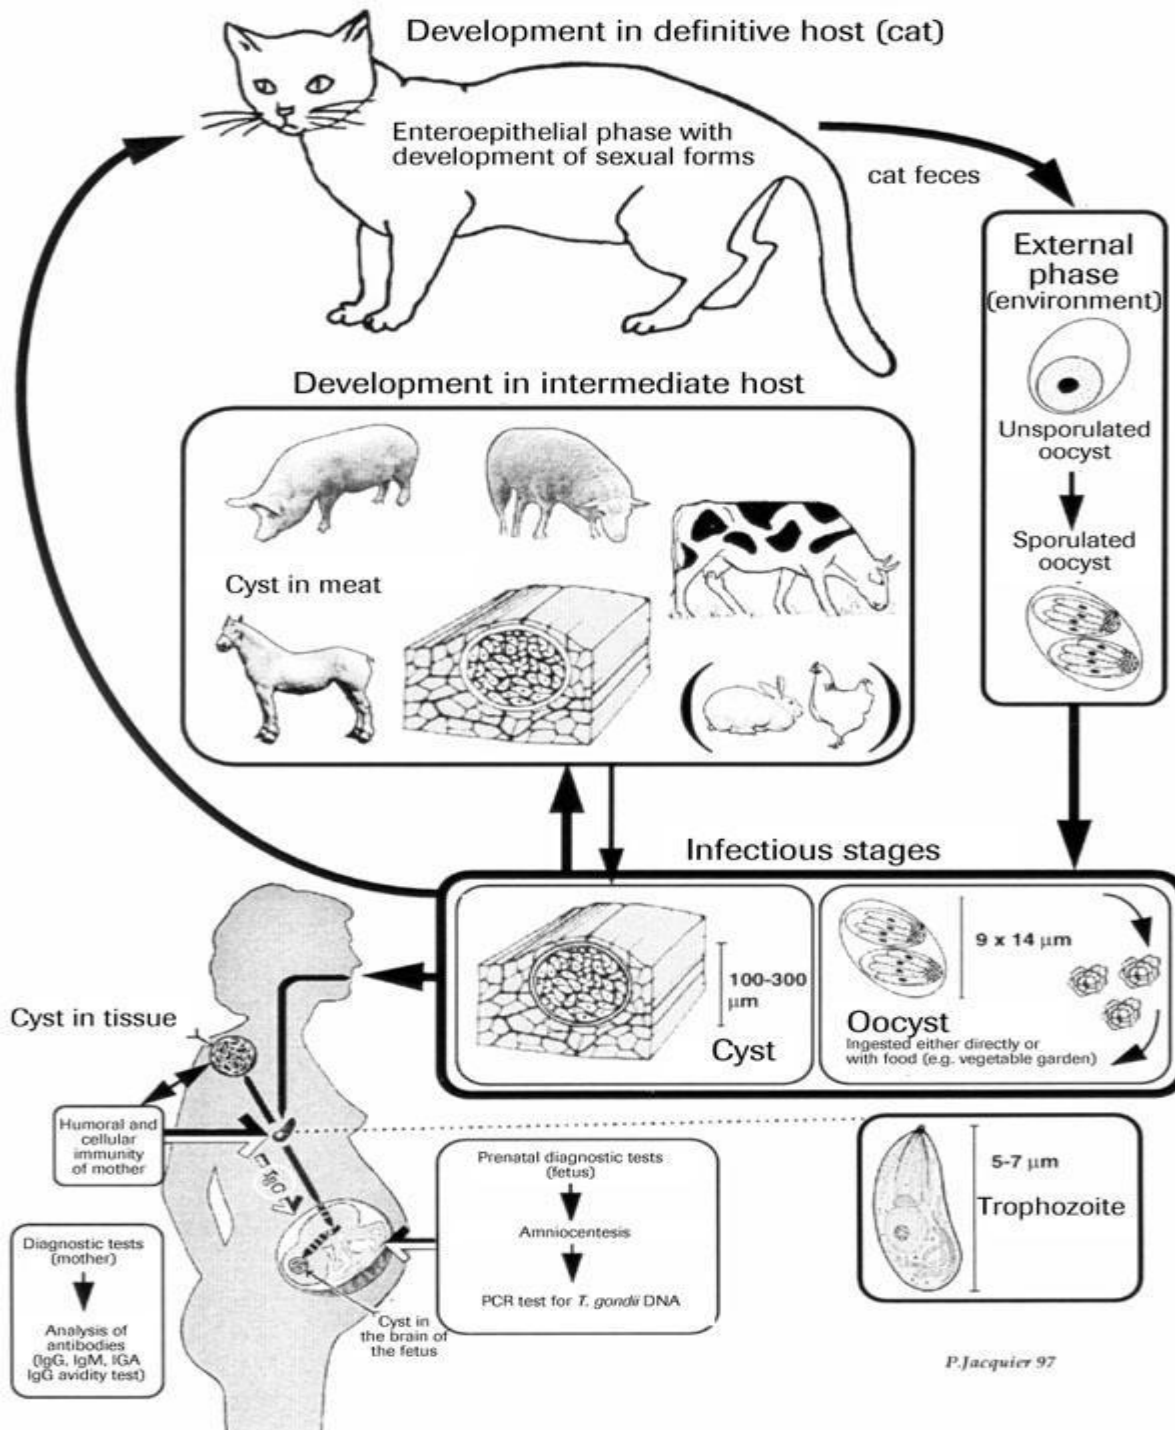 Development in definitive host (cat)
Enteroepithelial phase with
development of sexual forms
cat feces
External
phase
(environment)
Unsporulated
oocyst
Sporulated
oocyst
Development in intermediate host
Cyst in meat
Infectious stages
100-300
μm
Cyst
9 x 14 μm
Oocyst
Ingested either directly or
with food (e.g. vegetable garden)
Cyst in tissue
Humoral and
cellular
immunity
of mother
IgG
Diagnostic tests
(mother)
Analysis of
antibodies
(IgG, IgM, IGA
IgG avidity test)
Prenatal diagnostic tests
(fetus)
Amniocentesis
PCR test for T. gondii DNA
Cyst in
the brain of
the fetus
5-7 μm
Trophozoite
P.Jacquier 97